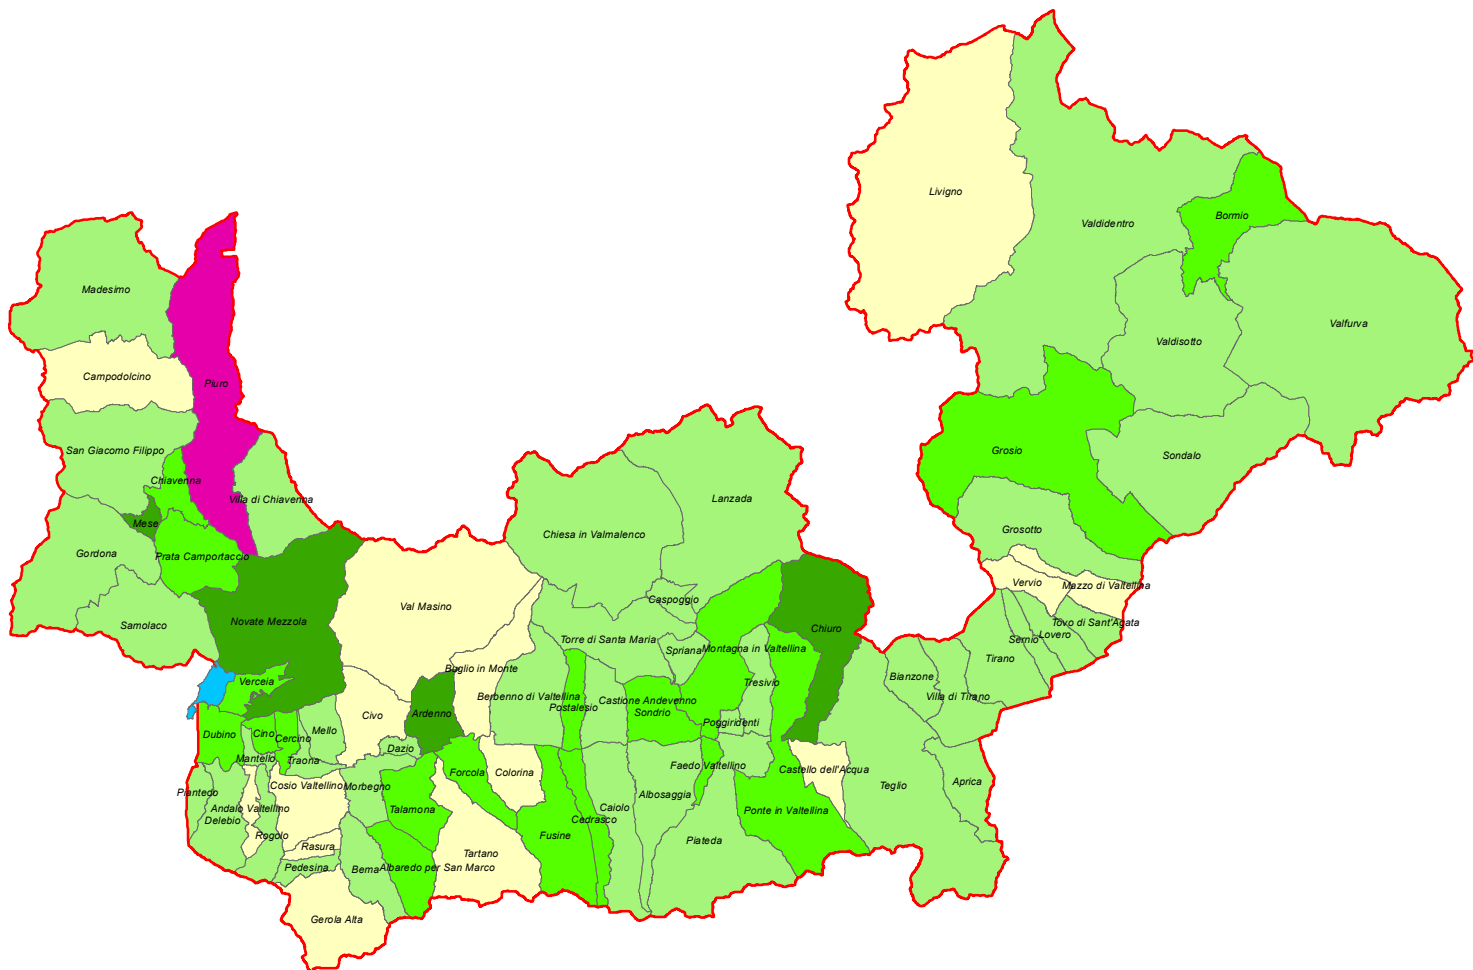 Livigno
Bormio
Valdidentro
Madesimo
Valfurva
Valdisotto
Campodolcino
Piuro
San Giacomo Filippo
Grosio
Sondalo
Chiavenna
Villa di Chiavenna
Lanzada
Mese
Chiesa in Valmalenco
Grosotto
Gordona
Prata Camportaccio
Vervio
Mazzo di Valtellina
Caspoggio
Val Masino
Samolaco
Novate Mezzola
Chiuro
Tovo di Sant'Agata
Sernio
Lovero
Torre di Santa Maria
Spriana
Montagna in Valtellina
Tirano
Buglio in Monte
Bianzone
Verceia
Tresivio
Berbenno di Valtellina
Villa di Tirano
Postalesio
Castione Andevenno
Ardenno
Sondrio
Civo
Poggiridenti
Mello
Dubino
Cino
Cercino
Dazio
Mantello
Traona
Faedo Valtellino
Castello dell'Acqua
Forcola
Colorina
Aprica
Cosio Valtellino
Morbegno
Teglio
Piantedo
Albosaggia
Andalo Valtellino
Talamona
Caiolo
Ponte in Valtellina
Delebio
Cedrasco
Rogolo
Fusine
Piateda
Rasura
Tartano
Pedesina
Bema
Albaredo per San Marco
Gerola Alta